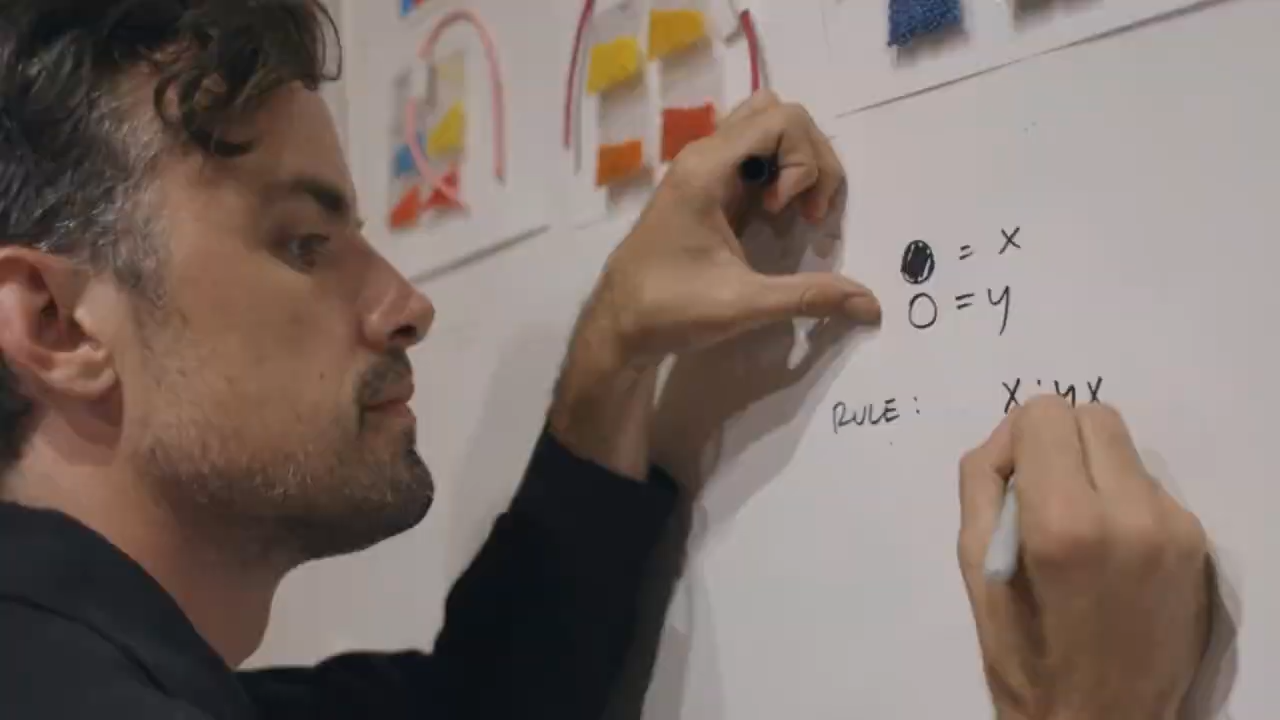 = x
O = y
RULE: x · y x